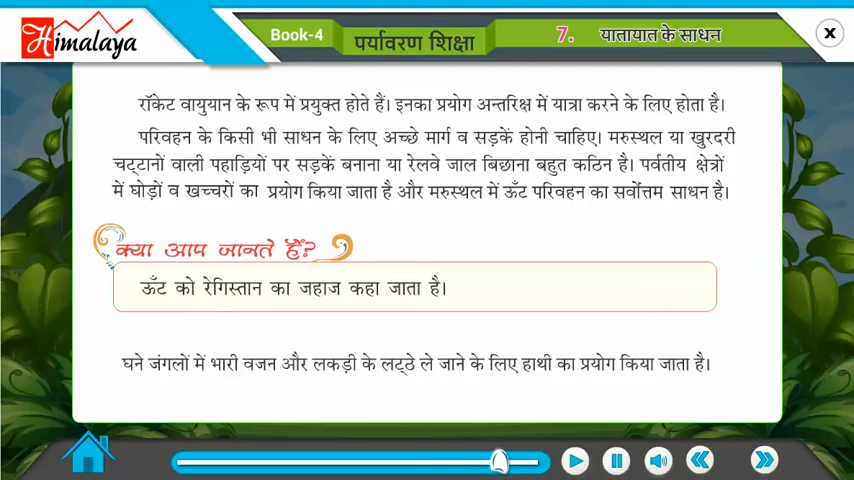 Himalaya
Book-4
पर्यावरण शिक्षा
7. यातायात के साधन
X
रॉकेट वायुयान के रूप में प्रयुक्त होते हैं। इनका प्रयोग अन्तरिक्ष में यात्रा करने के लिए होता है।
परिवहन के किसी भी साधन के लिए अच्छे मार्ग व सड़कें होनी चाहिए। मरुस्थल या खुरदरी
चट्टानों वाली पहाड़ियों पर सड़कें बनाना या रेलवे जाल बिछाना बहुत कठिन है। पर्वतीय क्षेत्रों
में घोड़ों व खच्चरों का प्रयोग किया जाता है और मरुस्थल में ऊँट परिवहन का सर्वोत्तम साधन है।
क्या आप जानते हैं?
ऊँट को रेगिस्तान का जहाज कहा जाता है।
घने जंगलों में भारी वजन और लकड़ी के लट्ठे ले जाने के लिए हाथी का प्रयोग किया जाता है।